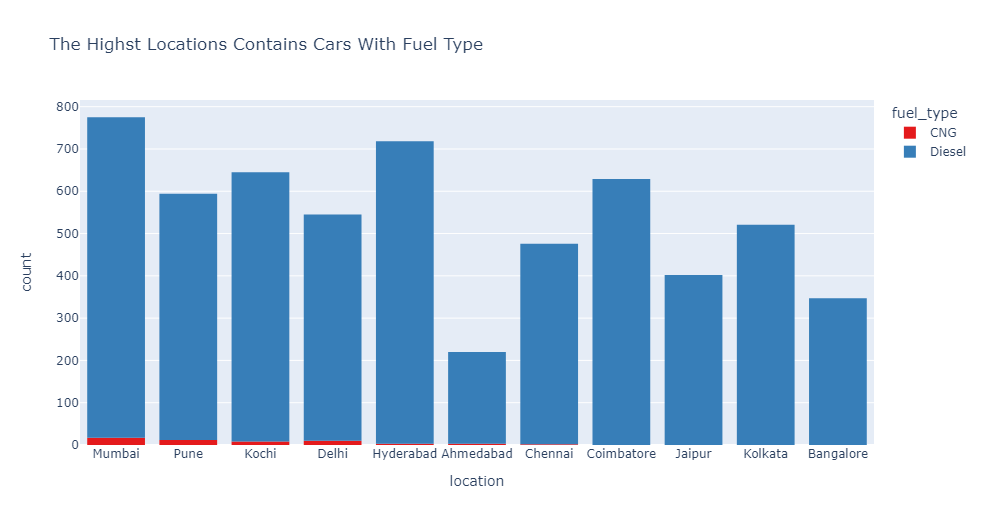 The Highst Locations Contains Cars With Fuel Type
fuel_type
CNG
Diesel
count
800
700
600
500
400
300
200
100
0
Mumbai Pune Kochi Delhi Hyderabad Ahmedabad Chennai Coimbatore Jaipur Kolkata Bangalore
location